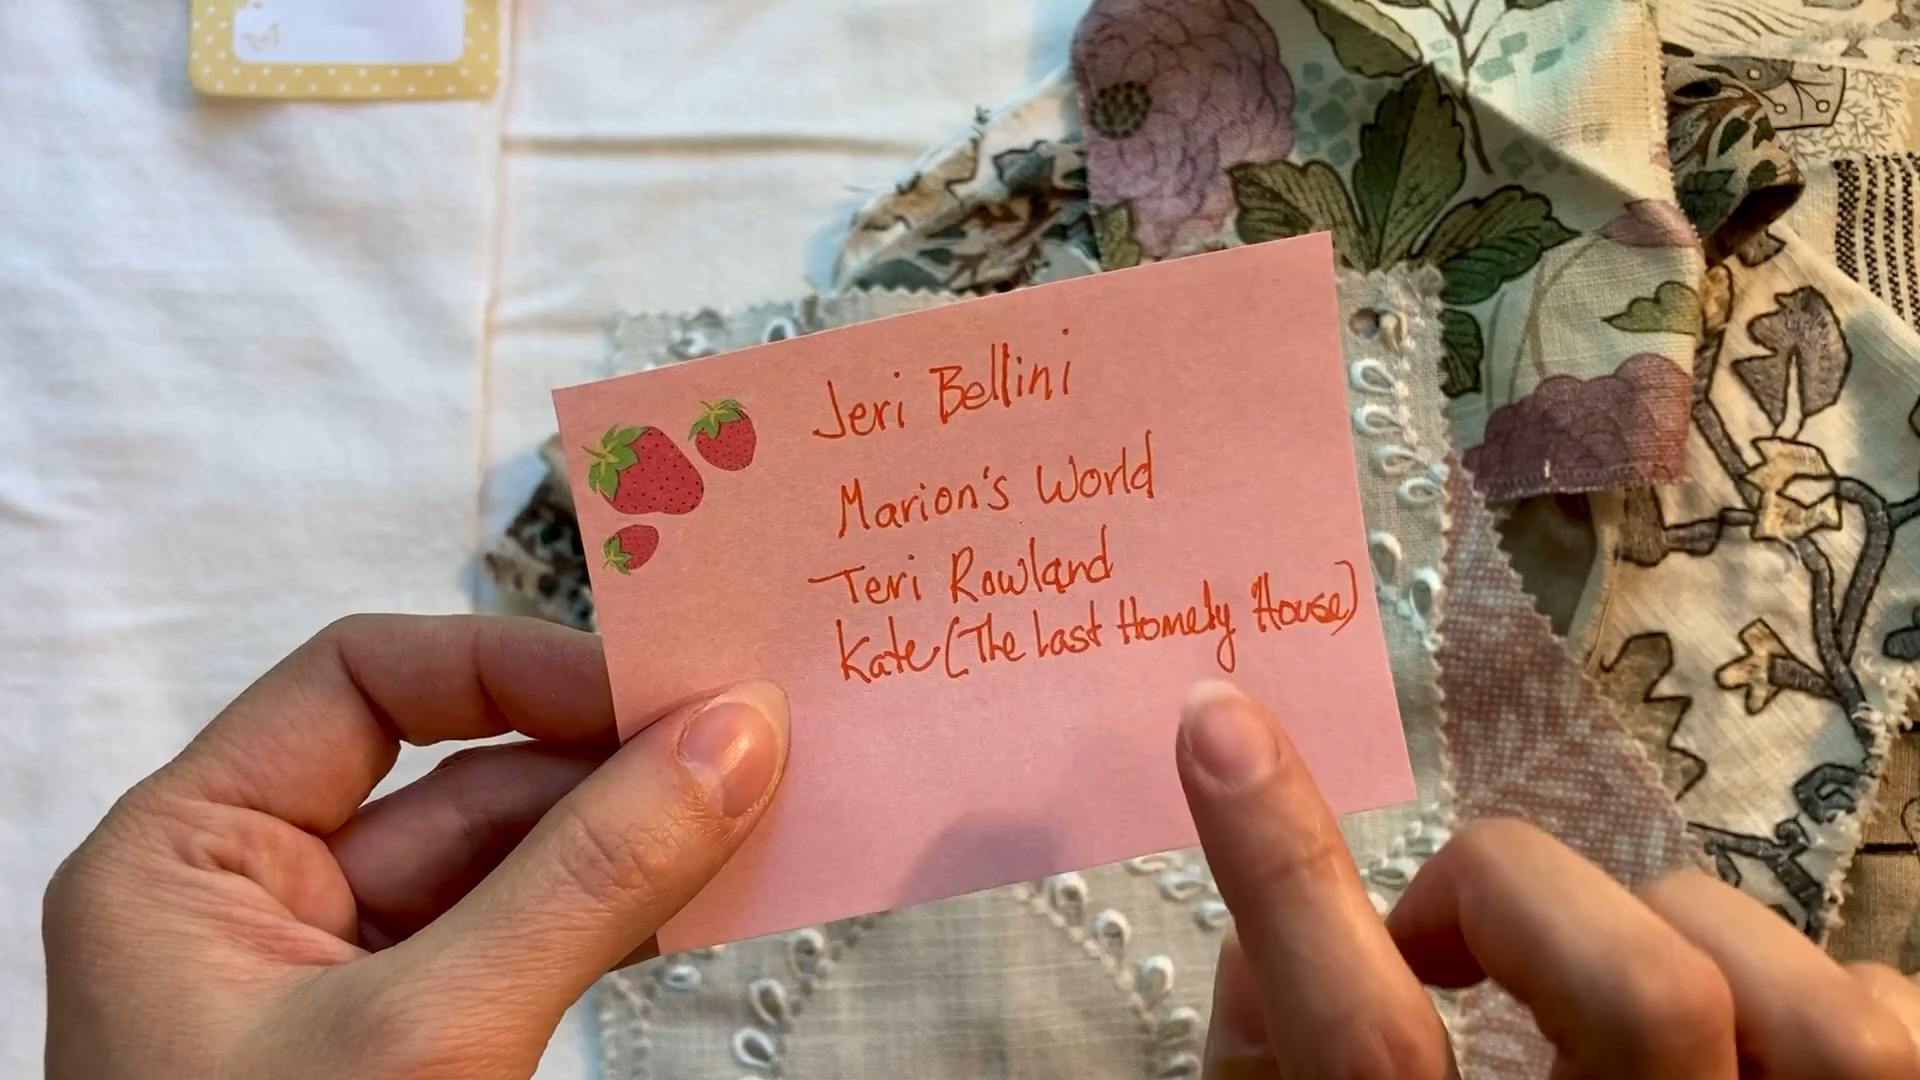 Jeri Bellini
Marion's World
Teri Rowland
Kate (The Last Homely House)